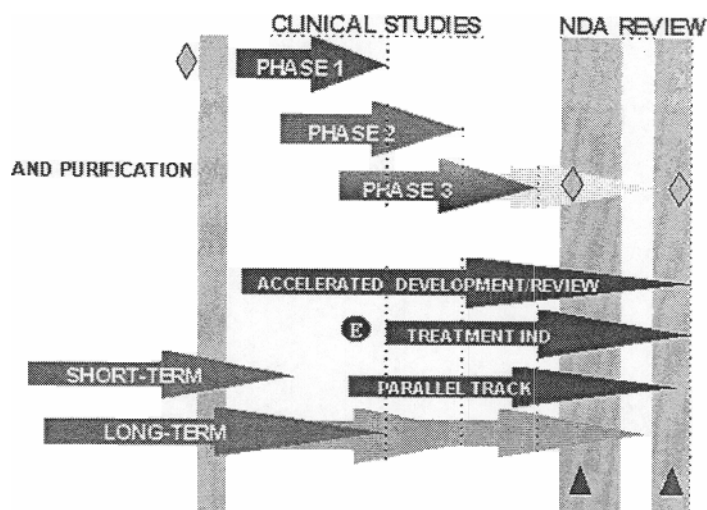 CLINICAL STUDIES
NDA REVIEW
PHASE 1
PHASE 2
AND PURIFICATION
PHASE 3
ACCELERATED DEVELOPMENT/REVIEW
E
TREATMENT IND
SHORT-TERM
PARALLEL TRACK
LONG-TERM